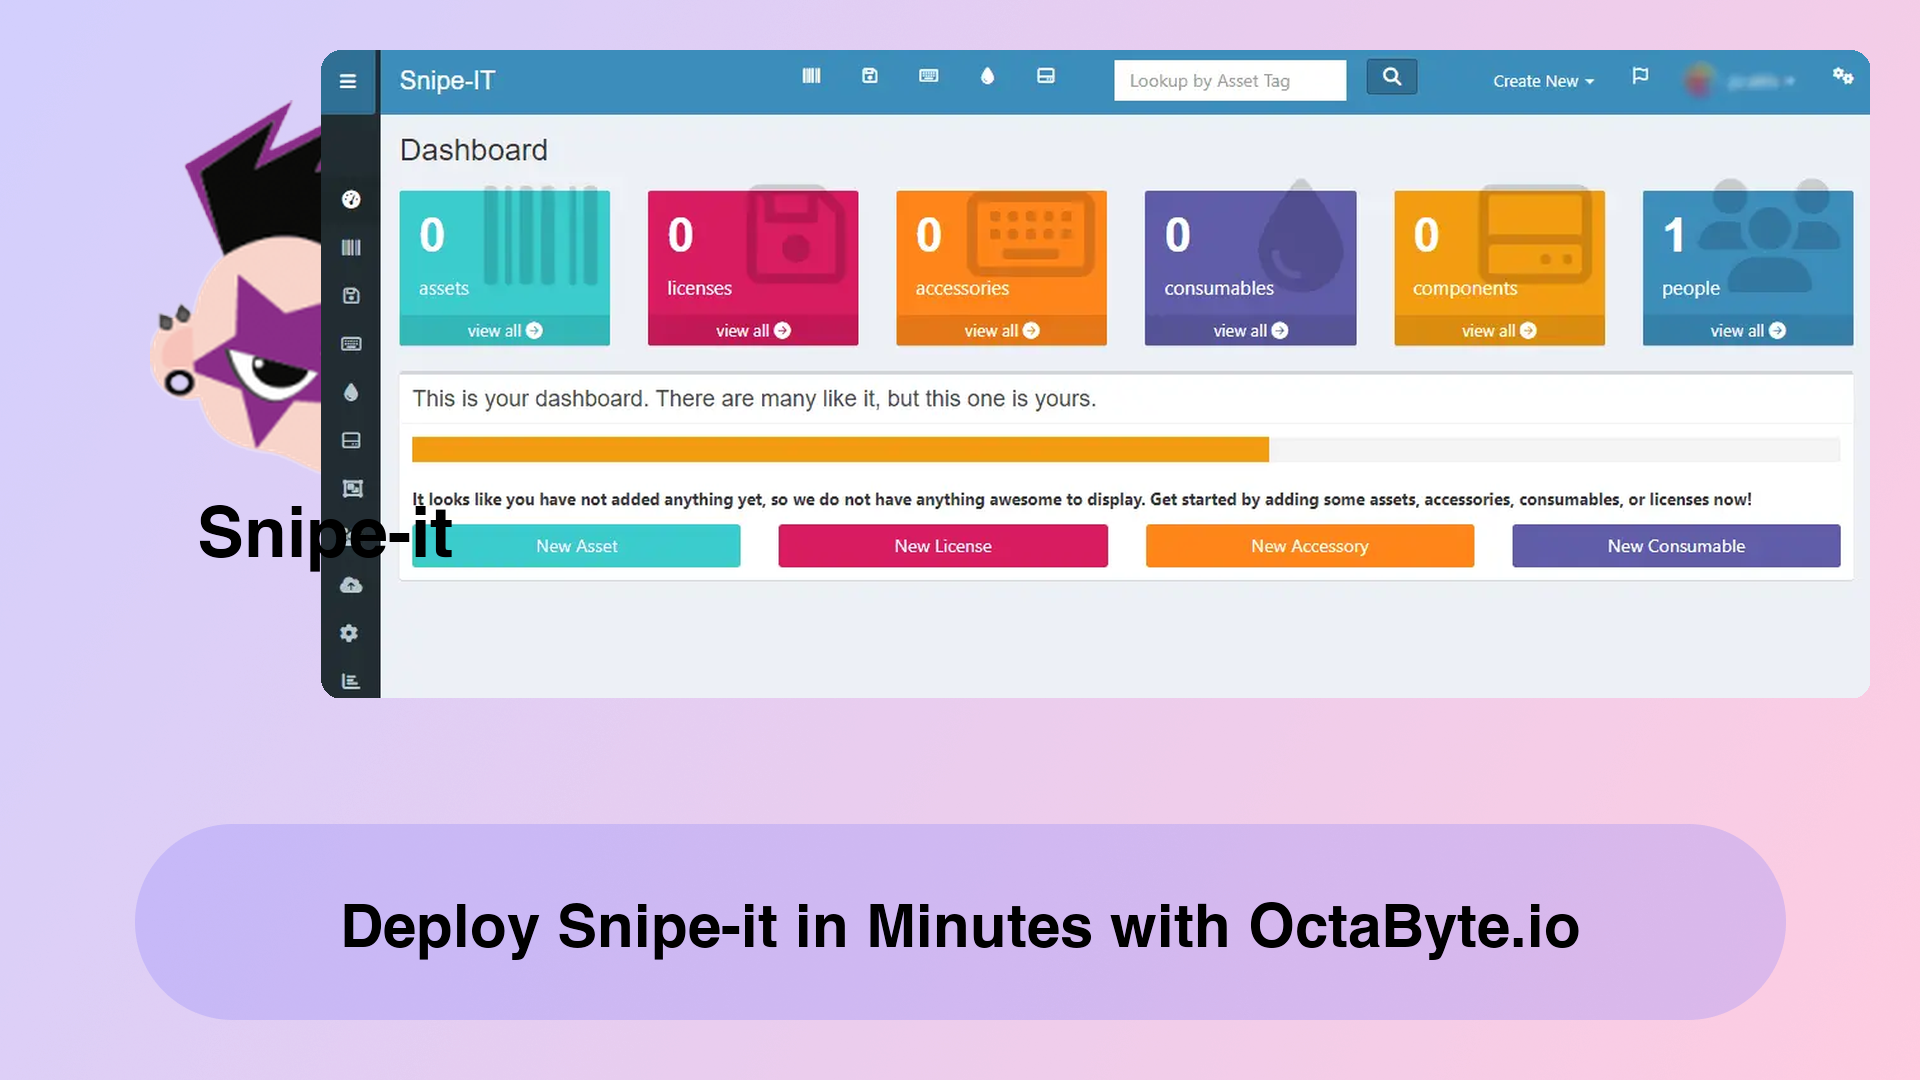 Snipe-IT
Lookup by Asset Tag
Create New
Dashboard
0
assets
view all
0
licenses
view all
0
accessories
view all
0
consumables
view all
0
components
view all
1
people
view all
This is your dashboard. There are many like it, but this one is yours.
It looks like you have not added anything yet, so we do not have anything awesome to display. Get started by adding some assets, accessories, consumables, or licenses now!
New Asset
New License
New Accessory
New Consumable
Snipe-it
Deploy Snipe-it in Minutes with OctaByte.io